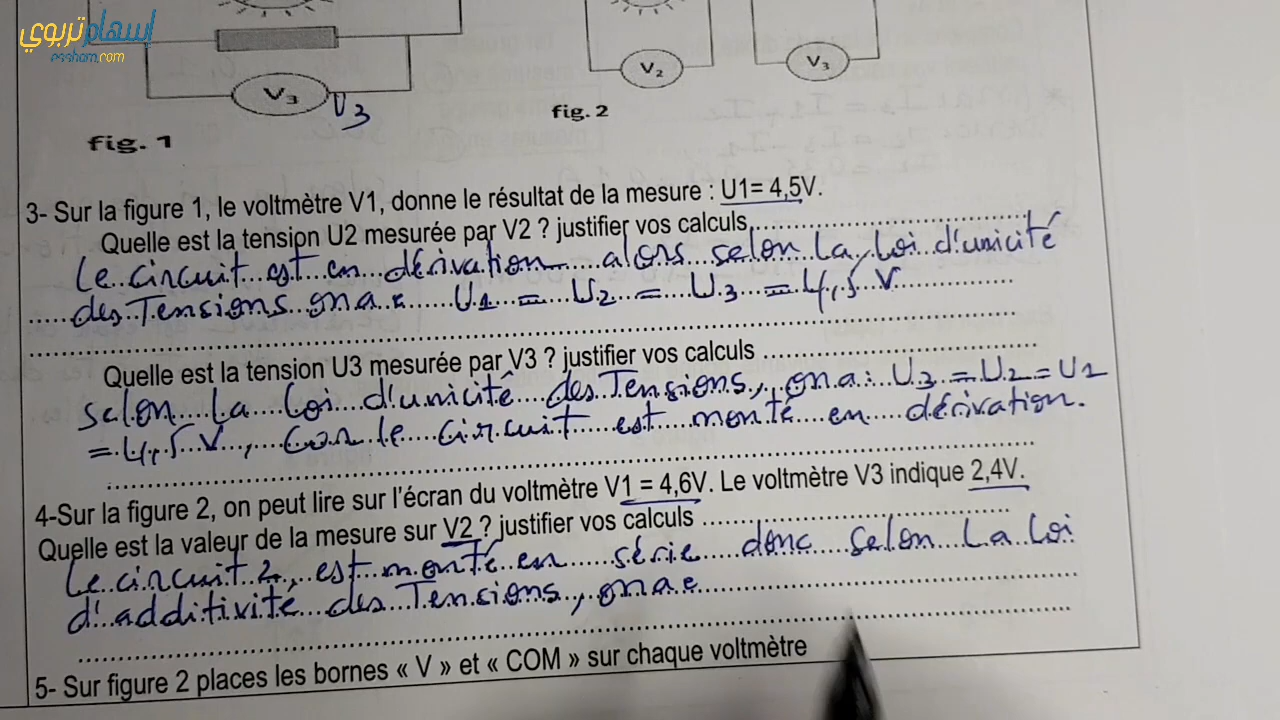 إسهام تربوي
essham.com
V3
U3
V2
V3
fig. 1
fig. 2
3- Sur la figure 1, le voltmètre V1, donne le résultat de la mesure : U1= 4,5V.
Quelle est la tension U2 mesurée par V2 ? justifier vos calculs,
Le circuit est en dérivation alors selon La Loi d'unicité
des Tensions on a : U1 = U2 = U3 = 4,5 V
Quelle est la tension U3 mesurée par V3 ? justifier vos calculs
Selon La Loi d'unicité des Tensions, on a : U3 = U2 = U1
= 4,5 V, car le circuit est monté en dérivation.
4-Sur la figure 2, on peut lire sur l'écran du voltmètre V1 = 4,6V. Le voltmètre V3 indique 2,4V.
Quelle est la valeur de la mesure sur V2 ? justifier vos calculs
Le circuit 2, est monté en série donc selon La Loi
d'additivité des Tensions, on a :
5- Sur figure 2 places les bornes « V » et « COM » sur chaque voltmètre